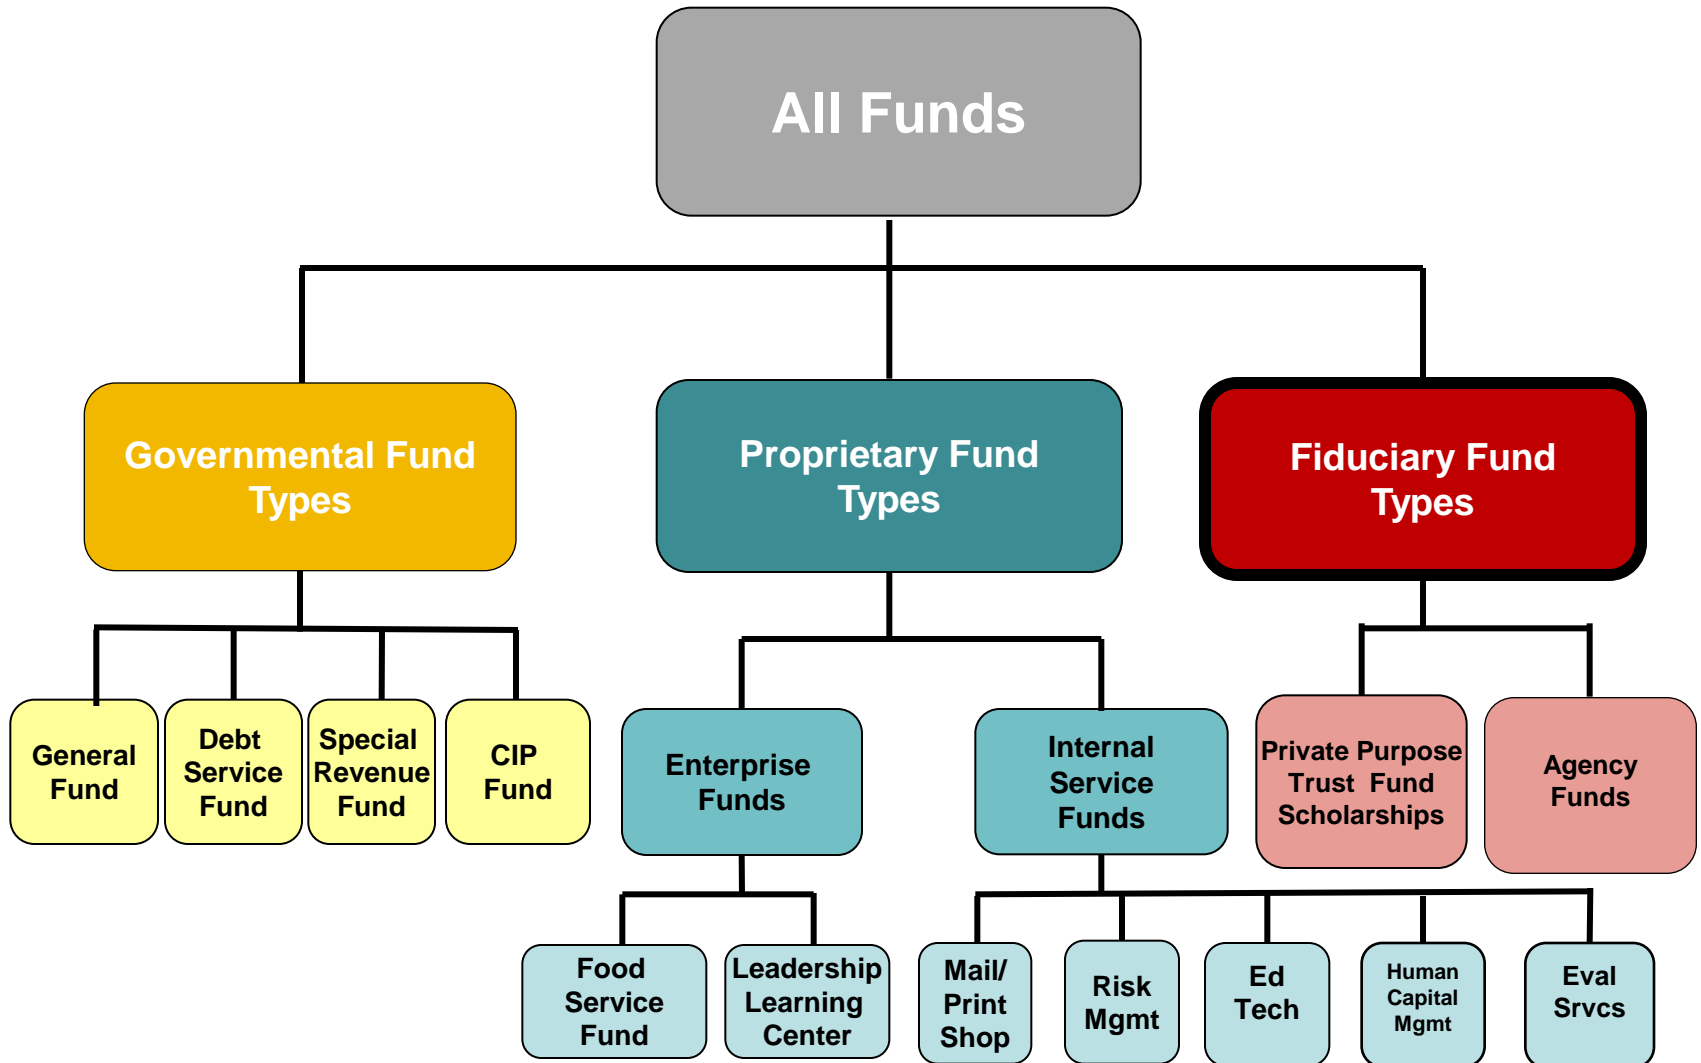 All Funds
Governmental Fund
Types
Proprietary Fund
Types
Fiduciary Fund
Types
General
Fund
Debt
Service
Fund
Special
Revenue
Fund
CIP
Fund
Enterprise
Funds
Internal
Service
Funds
Private Purpose
Trust Fund
Scholarships
Agency
Funds
Food
Service
Fund
Leadership
Learning
Center
Mail/
Print
Shop
Risk
Mgmt
Ed
Tech
Human
Capital
Mgmt
Eval
Srvcs